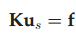 Ku_s = f